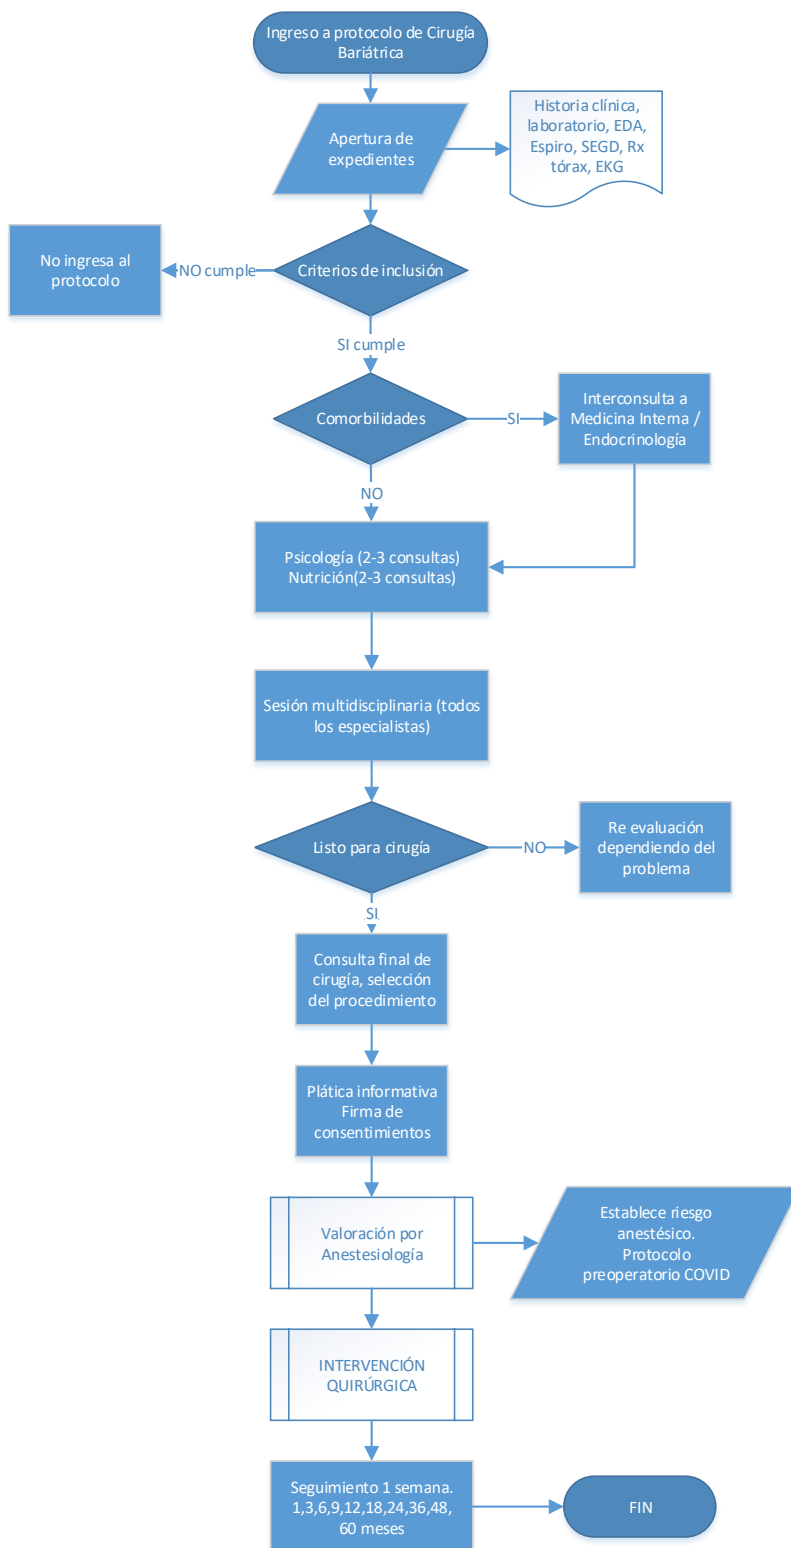 Ingreso a protocolo de Cirugía
Bariátrica
Apertura de
expedientes
Historia clínica,
laboratorio, EDA,
Espiro, SEGD, Rx
tórax, EKG
Criterios de inclusión
NO cumple
No ingresa al
protocolo
SI cumple
Comorbilidades
SI
Interconsulta a
Medicina Interna /
Endocrinología
NO
Psicología (2-3 consultas)
Nutrición(2-3 consultas)
Sesión multidisciplinaria (todos
los especialistas)
Listo para cirugía
NO
Re evaluación
dependiendo del
problema
SI
Consulta final de
cirugía, selección
del procedimiento
Plática informativa
Firma de
consentimientos
Valoración por
Anestesiología
Establece riesgo
anestésico.
Protocolo
preoperatorio COVID
INTERVENCIÓN
QUIRÚRGICA
Seguimiento 1 semana.
1,3,6,9,12,18,24,36,48,
60 meses
FIN